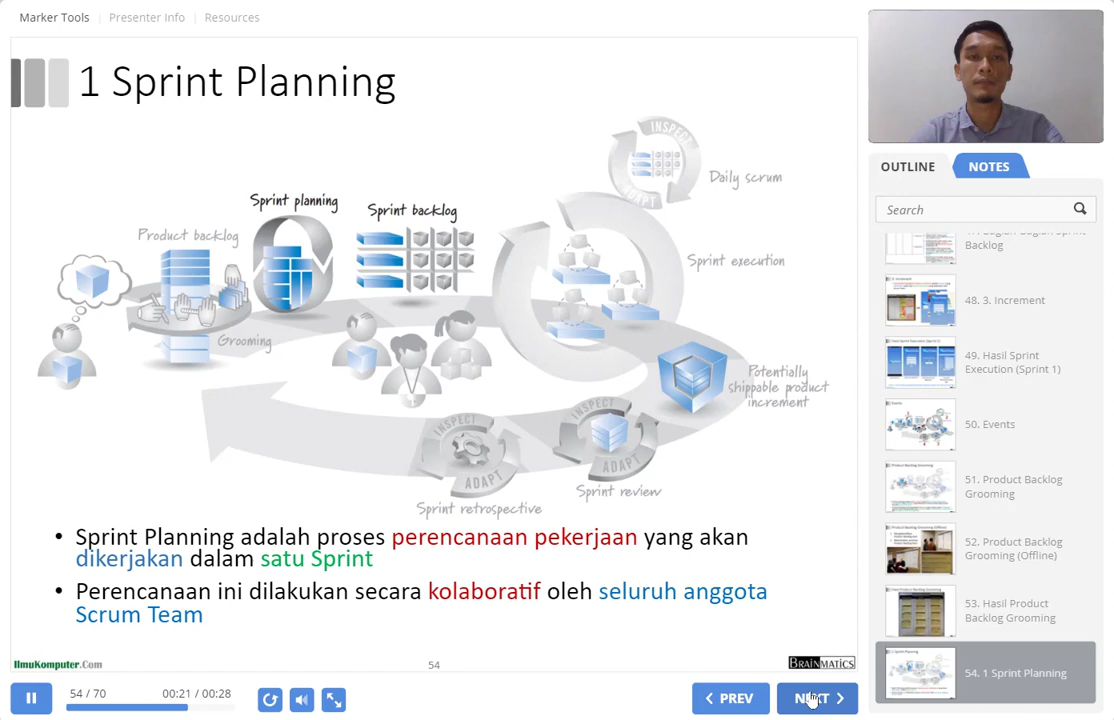 Marker Tools
Presenter Info
Resources
1 Sprint Planning
INSPECT
ADAPT
Daily scrum
Sprint planning
Sprint backlog
Product backlog
Sprint execution
Grooming
Potentially
shippable product
increment
INSPECT
ADAPT
INSPECT
ADAPT
Sprint review
Sprint retrospective
• Sprint Planning adalah proses perencanaan pekerjaan yang akan
dikerjakan dalam satu Sprint
• Perencanaan ini dilakukan secara kolaboratif oleh seluruh anggota
Scrum Team
IlmuKomputer.Com
54
BRAINMATICS
54 / 70
00:21 / 00:28
PREV
NEXT
OUTLINE
NOTES
Search
Backlog
48. 3. Increment
49. Hasil Sprint
Execution (Sprint 1)
50. Events
51. Product Backlog
Grooming
52. Product Backlog
Grooming (Offline)
53. Hasil Product
Backlog Grooming
54. 1 Sprint Planning